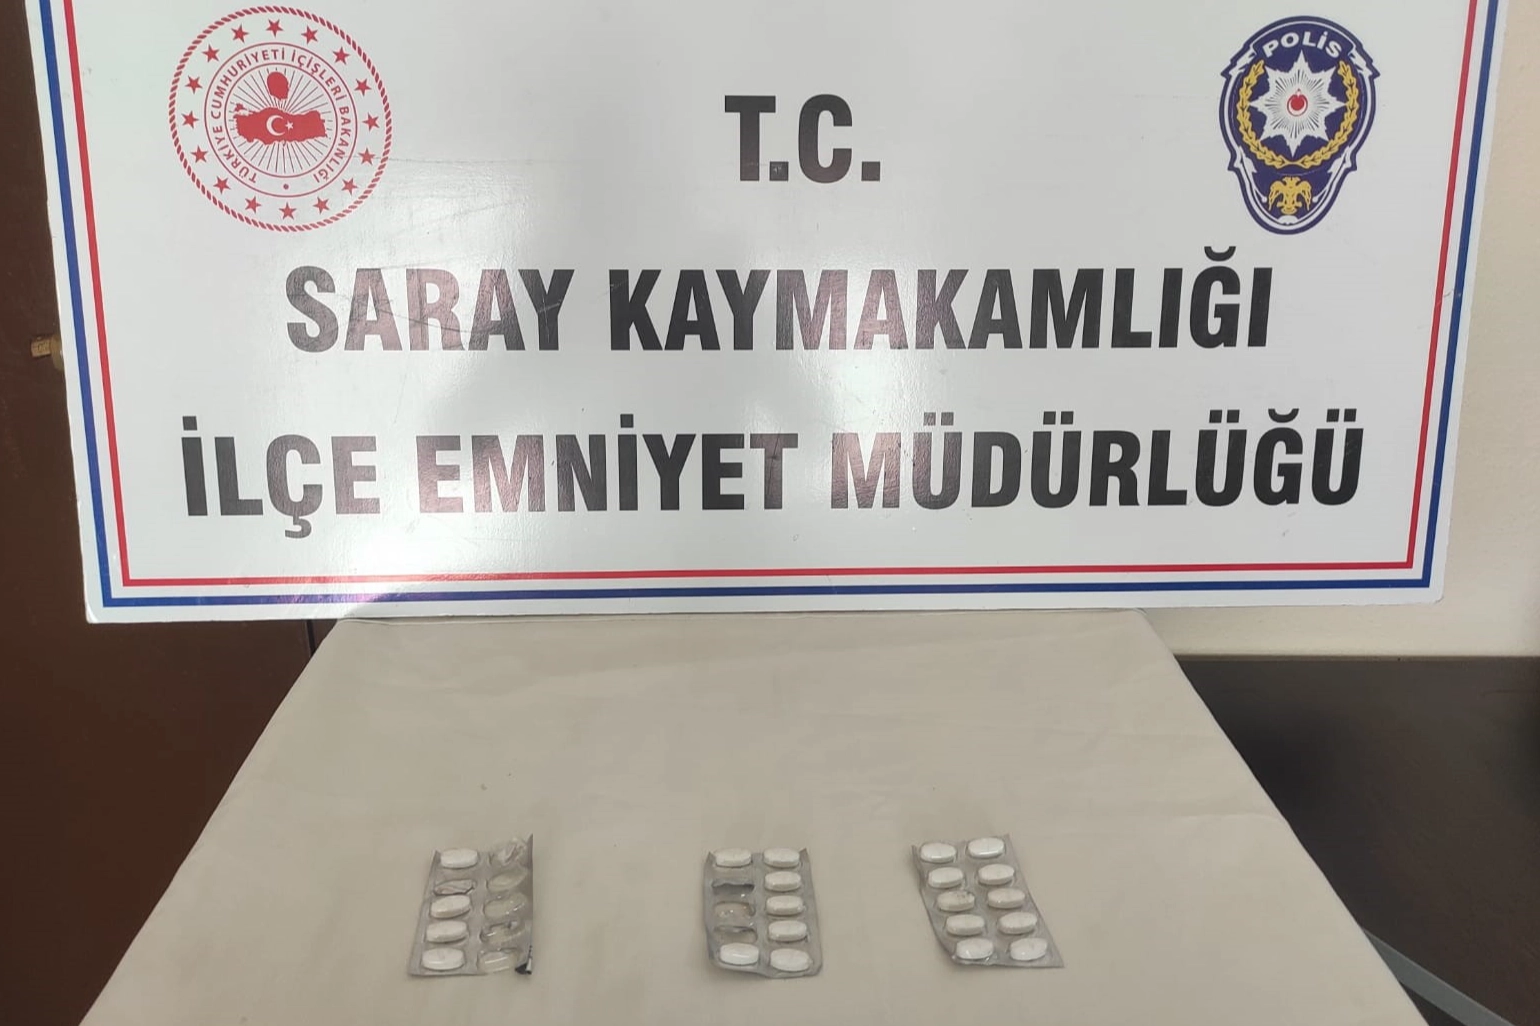 TÜRKİYE CUMHURİYETİ İÇİŞLERİ BAKANLIĞI
POLİS
T.C.
SARAY KAYMAKAMLIĞI
İLÇE EMNİYET MÜDÜRLÜĞÜ